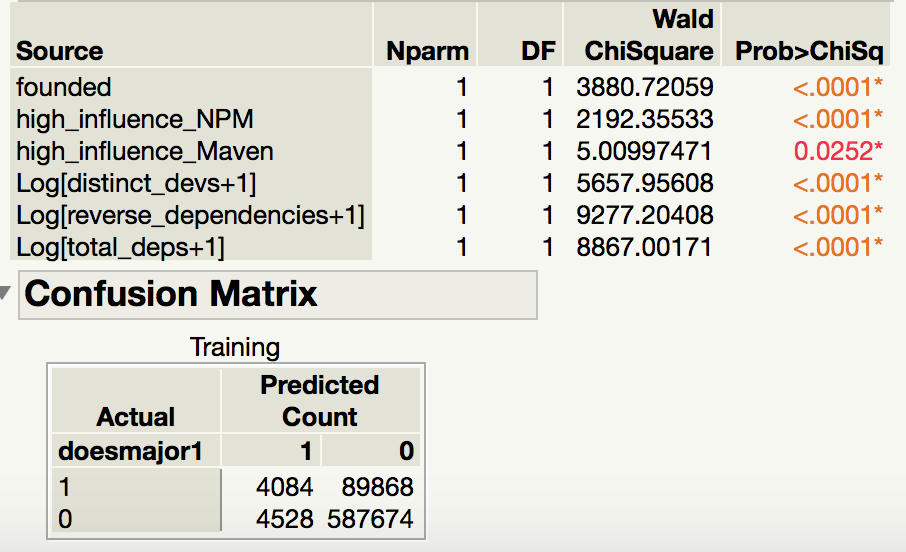 Source Nparm DF Wald ChiSquare Prob>ChiSq
founded 1 1 3880.72059 <.0001*
high_influence_NPM 1 1 2192.35533 <.0001*
high_influence_Maven 1 1 5.00997471 0.0252*
Log[distinct_devs+1] 1 1 5657.95608 <.0001*
Log[reverse_dependencies+1] 1 1 9277.20408 <.0001*
Log[total_deps+1] 1 1 8867.00171 <.0001*
Confusion Matrix
Training
Actual Predicted Count
doesmajor1 1 0
1 4084 89868
0 4528 587674